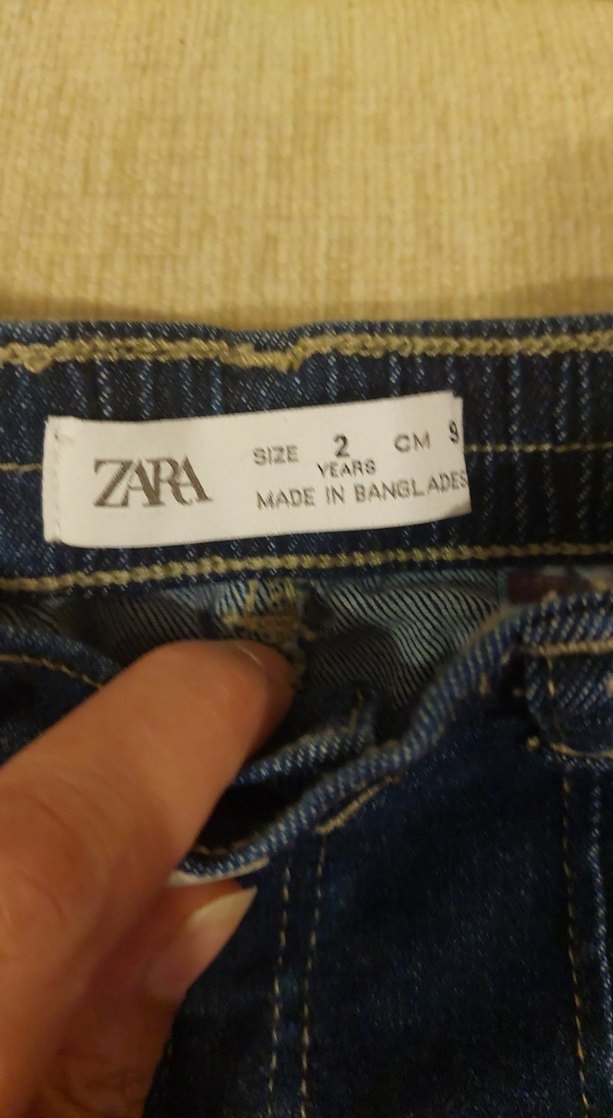 ZARA
SIZE 2 CM 9
YEARS
MADE IN BANGLADES